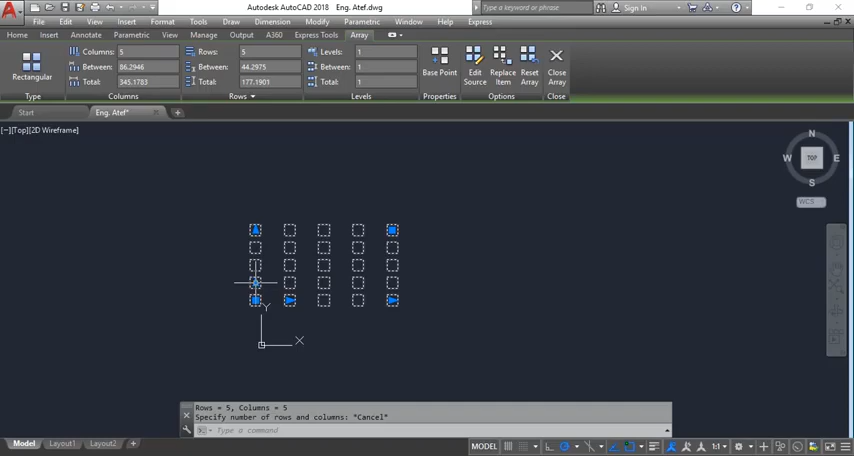 Autodesk AutoCAD 2018 - Eng. Atef.dwg
Type a keyword or phrase
Sign In
File Edit View Insert Format Tools Draw Dimension Modify Parametric Window Help Express
Home Insert Annotate Parametric View Manage Output A360 Express Tools Array
Columns: 5 Rows: 5 Levels: 1
Between: 86.2946 Between: 44.2975 Between: 1
Total: 345.1783 Total: 177.1901 Total: 1
Rectangular Base Point Edit Source Replace Item Reset Array Close Array
Type Columns Rows Levels Properties Options Close
Start Eng. Atef*
[−][Top][2D Wireframe]
N
W TOP E
S
WCS
Y
X
Rows = 5, Columns = 5
Specify number of rows and columns: *Cancel*
Type a command
Model Layout1 Layout2 MODEL 1:1